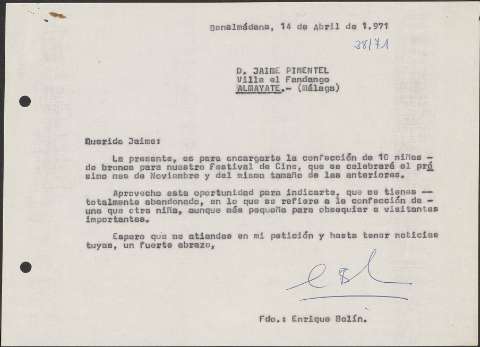 Benalmádena, 14 de Abril de 1.971
38/71
D. JAIME PIMENTEL
Villa el Fandango
ALMAYATE.- (Málaga)
Querido Jaime:
La presente, es para encargarte la confección de 10 niñas -
de bronce para nuestro Festival de Cine, que se celebrará el pró
simo mes de Noviembre y del mismo tamaño de las anteriores.
Aprovecho esta oportunidad para indicarte, que me tienes --
totalmente abandonado, en lo que se refiere a la confección de -
una que otra niña, aunque más pequeña para obsequiar a visitantes
importantes.
Espero que me atiendas en mi petición y hasta tener noticias
tuyas, un fuerte abrazo,
Fdo.: Enrique Bolín.